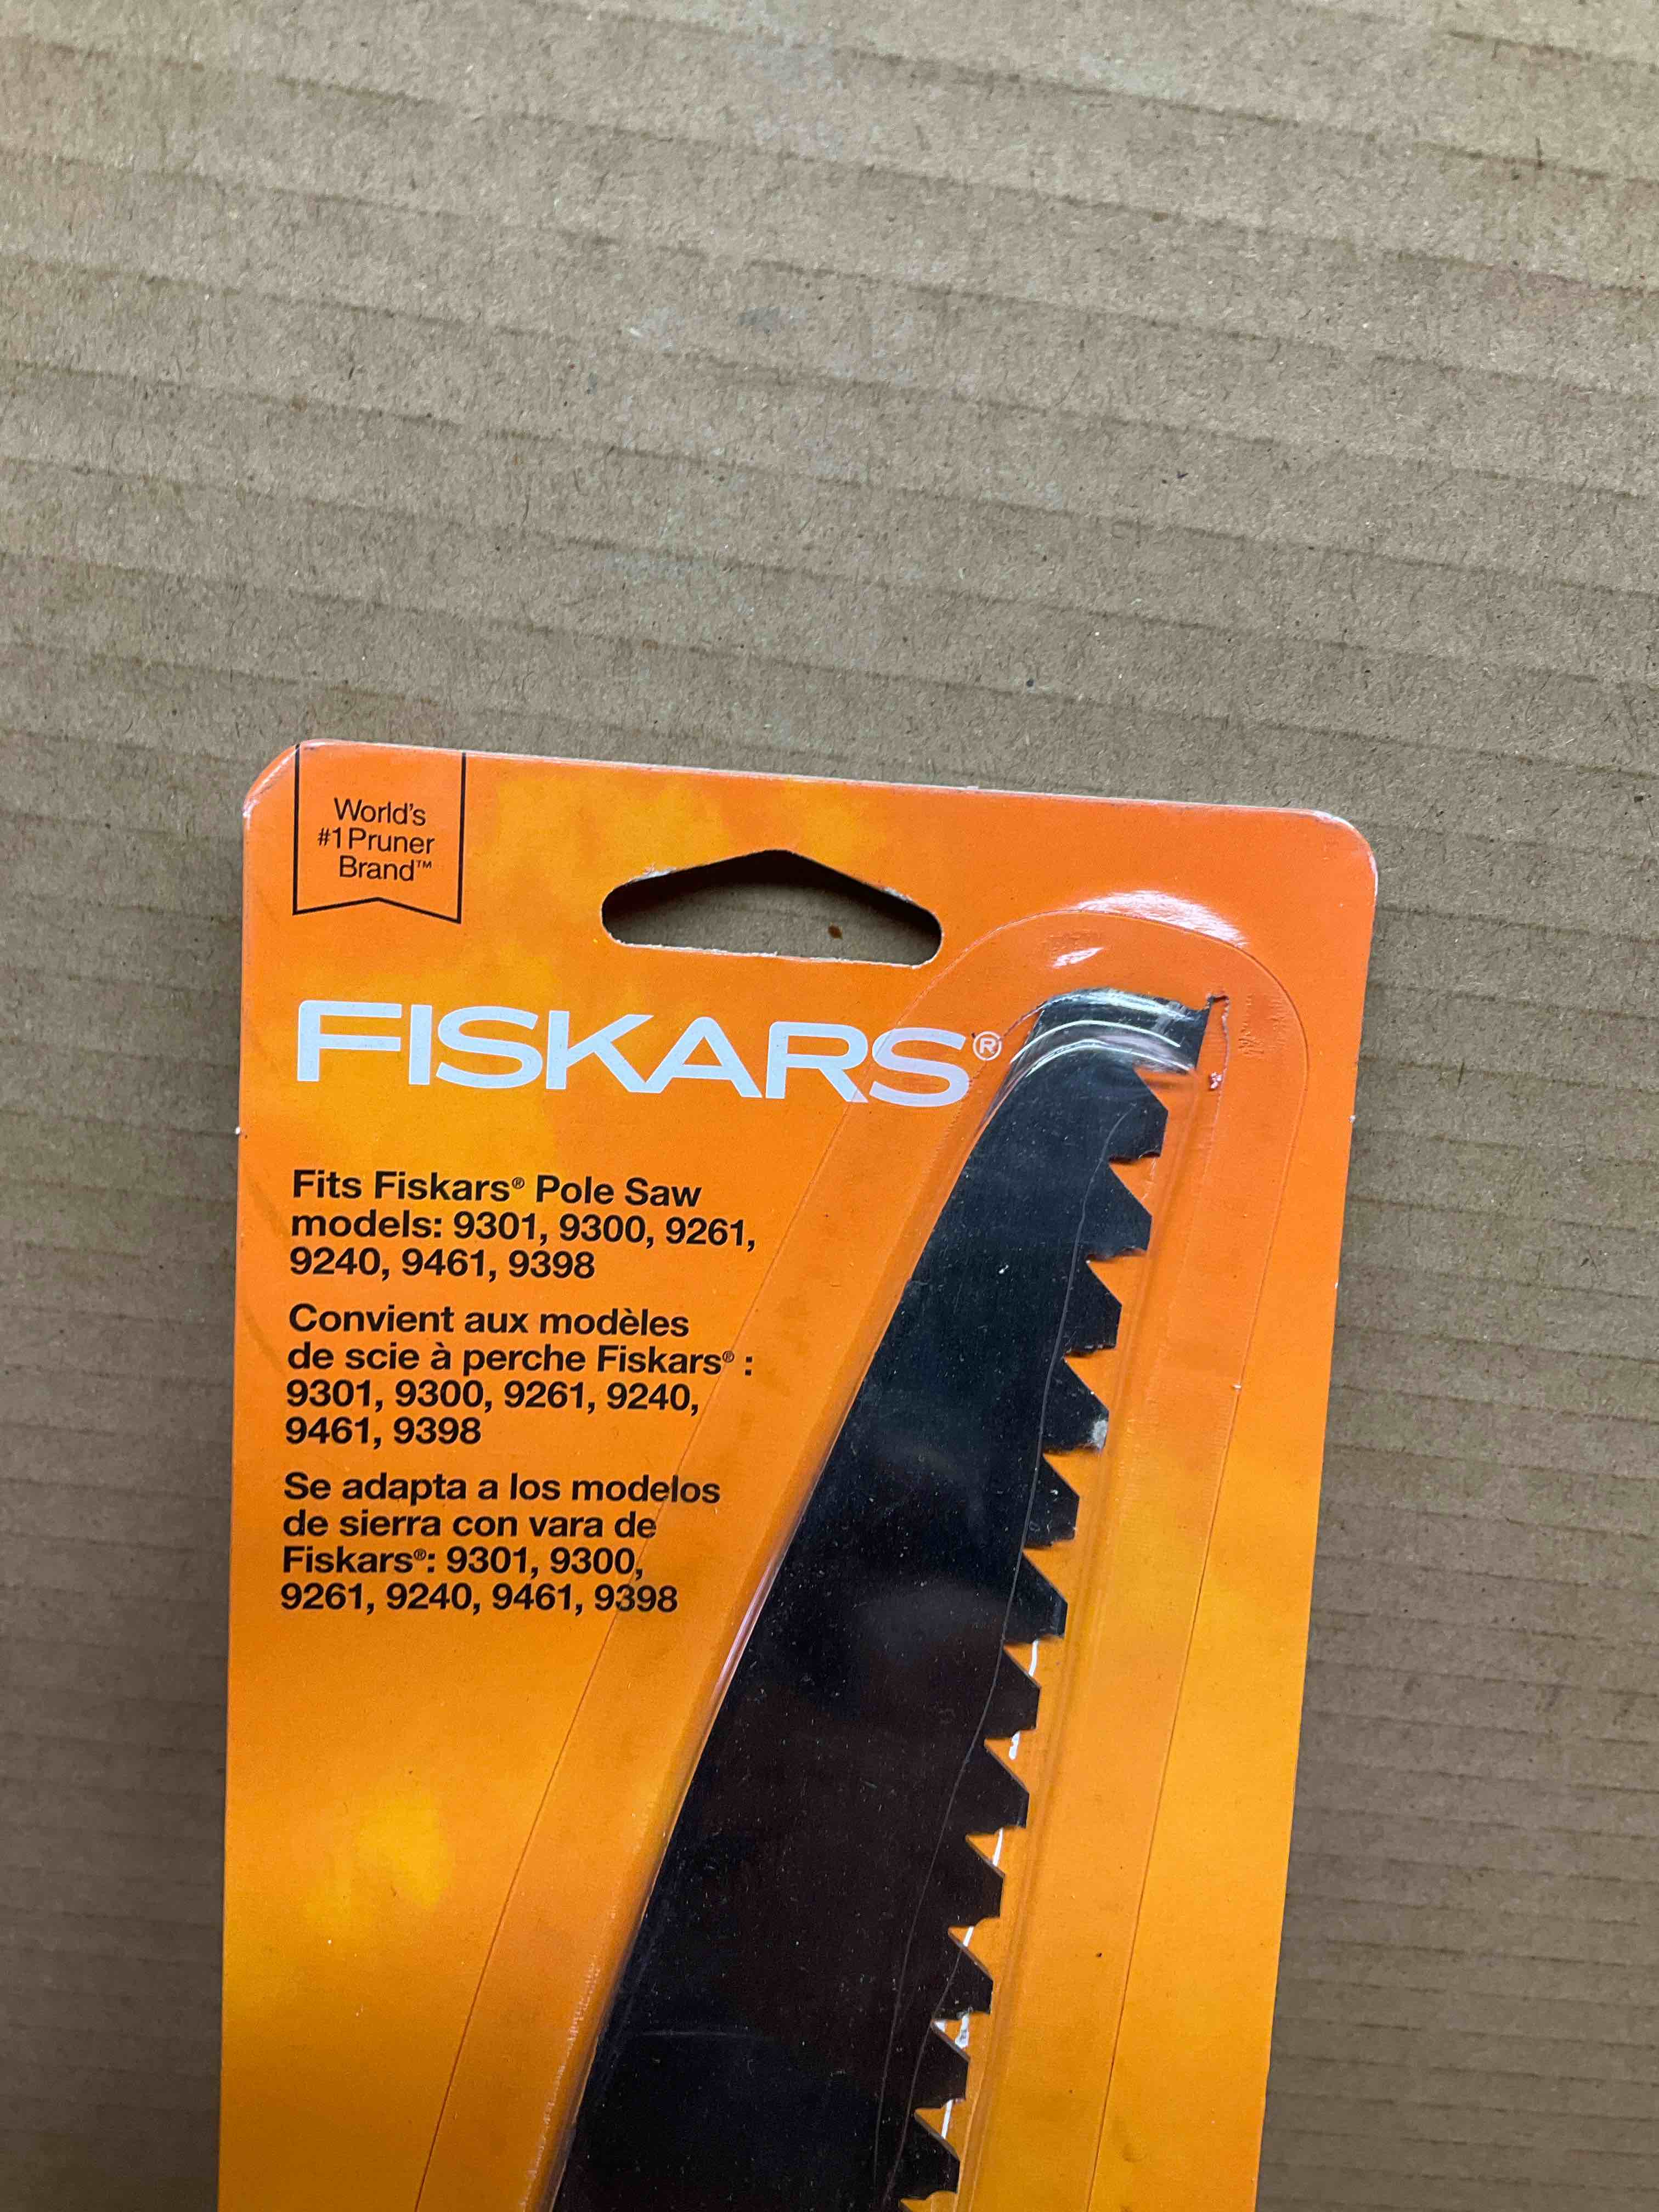 World's
#1 Pruner
Brand™
FISKARS®
Fits Fiskars® Pole Saw
models: 9301, 9300, 9261,
9240, 9461, 9398
Convient aux modèles
de scie à perche Fiskars® :
9301, 9300, 9261, 9240,
9461, 9398
Se adapta a los modelos
de sierra con vara de
Fiskars®: 9301, 9300,
9261, 9240, 9461, 9398